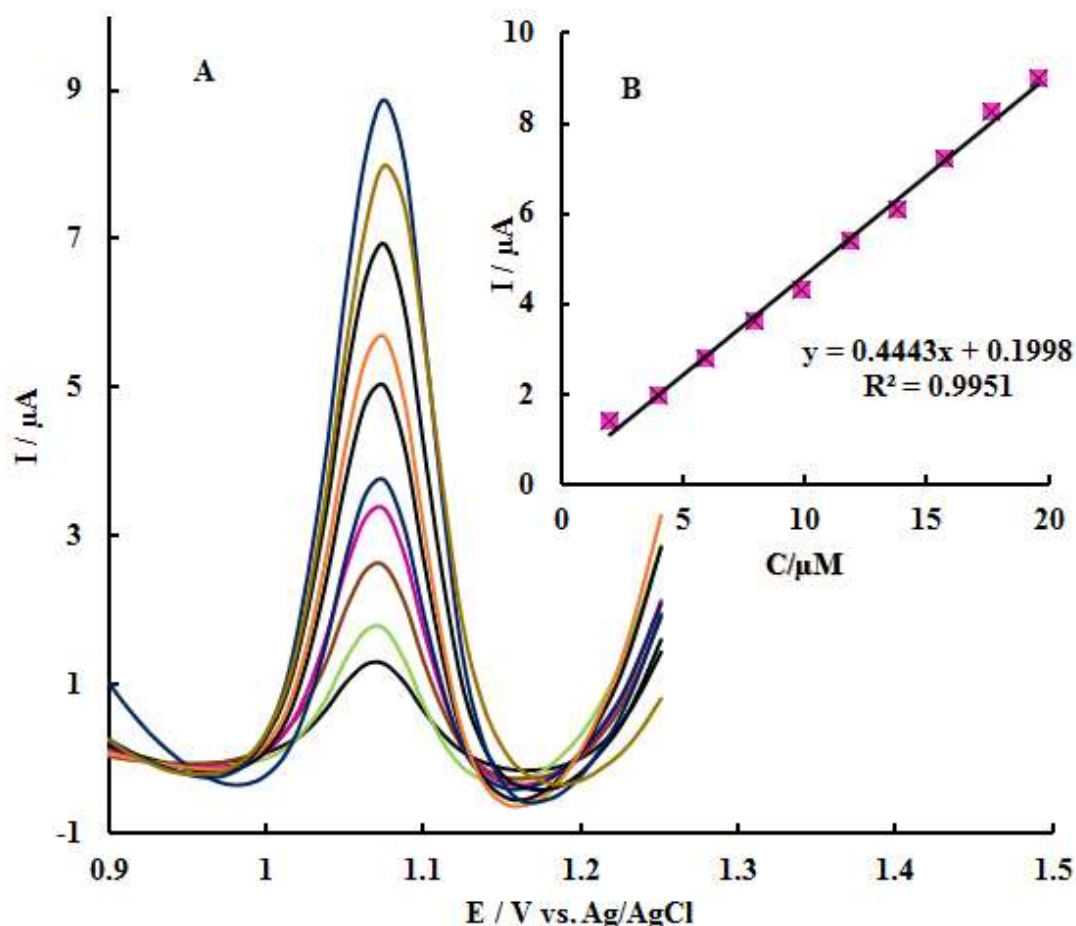 A
9
7
5
3
1
-1
I / µA
0.9 1 1.1 1.2 1.3 1.4 1.5
E / V vs. Ag/AgCl
B
10
8
6
4
2
0
I / µA
y = 0.4443x + 0.1998
R² = 0.9951
0 5 10 15 20
C/µM